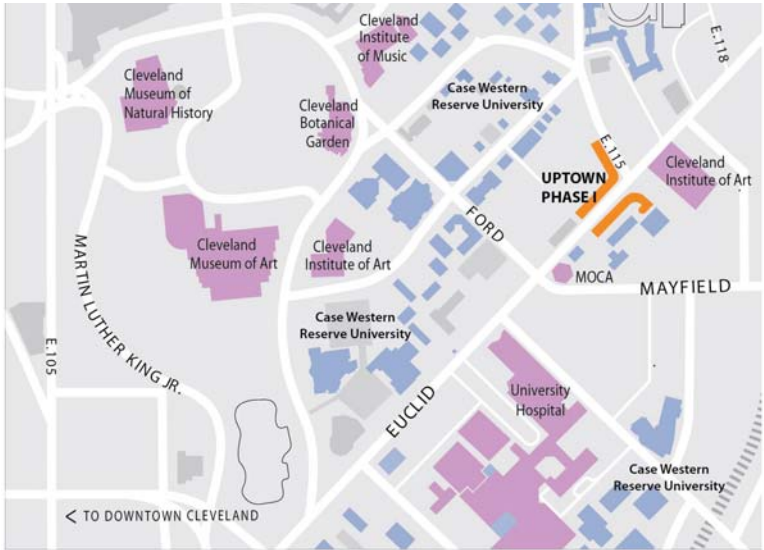 Cleveland
Institute
of Music
E.118
Cleveland
Museum of
Natural History
Case Western
Reserve University
Cleveland
Botanical
Garden
E.115
Cleveland
Institute of Art
UPTOWN
PHASE I
FORD
Cleveland
Museum of Art
Cleveland
Institute of Art
MOCA
MAYFIELD
MARTIN LUTHER KING JR.
Case Western
Reserve University
E.105
EUCLID
University
Hospital
Case Western
Reserve University
< TO DOWNTOWN CLEVELAND